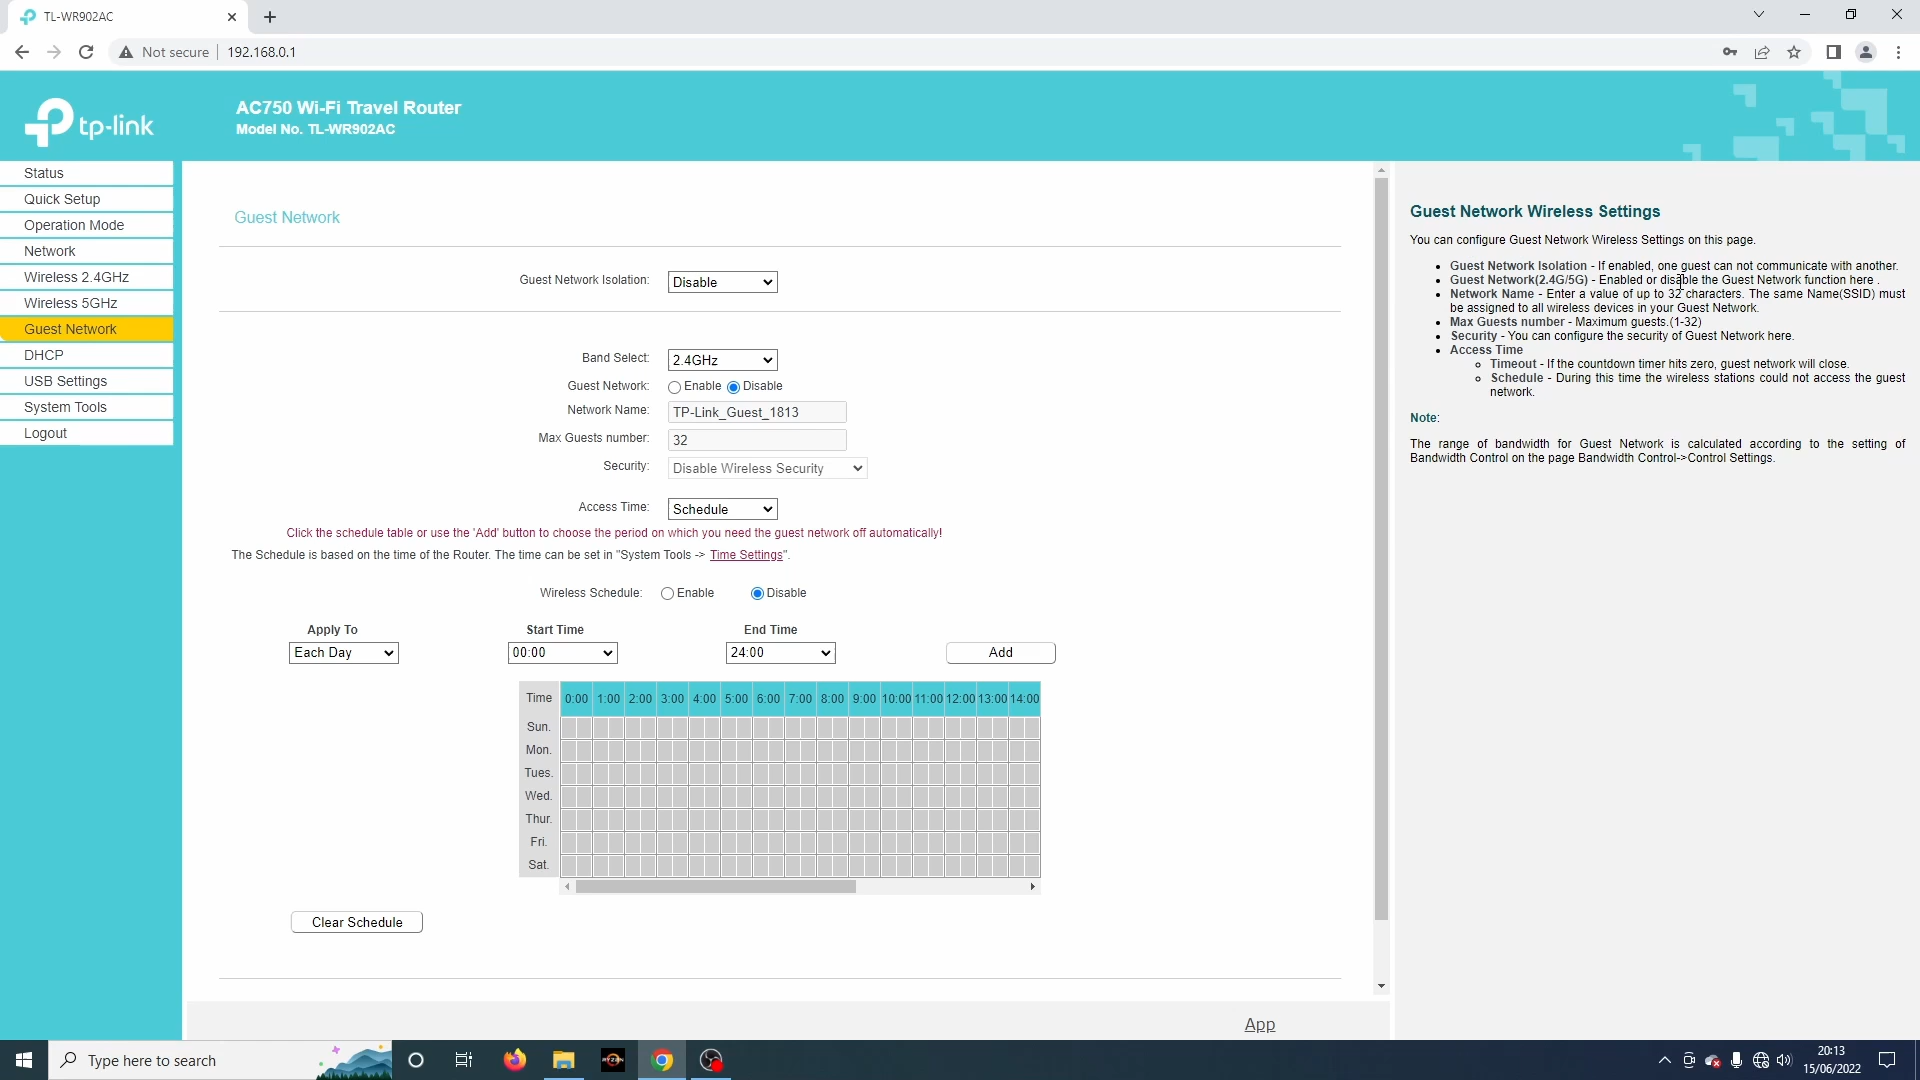 TL-WR902AC
Not secure
192.168.0.1
tp-link
AC750 Wi-Fi Travel Router
Model No. TL-WR902AC
Status
Quick Setup
Operation Mode
Network
Wireless 2.4GHz
Wireless 5GHz
Guest Network
DHCP
USB Settings
System Tools
Logout
Guest Network
Guest Network Isolation: Disable
Band Select: 2.4GHz
Guest Network: Enable Disable
Network Name: TP-Link_Guest_1813
Max Guests number: 32
Security: Disable Wireless Security
Access Time: Schedule
Click the schedule table or use the 'Add' button to choose the period on which you need the guest network off automatically!
The Schedule is based on the time of the Router. The time can be set in "System Tools -> Time Settings".
Wireless Schedule: Enable Disable
Apply To Start Time End Time
Each Day 00:00 24:00 Add
Time 0:00 1:00 2:00 3:00 4:00 5:00 6:00 7:00 8:00 9:00 10:00 11:00 12:00 13:00 14:00
Sun.
Mon.
Tues.
Wed.
Thur.
Fri.
Sat.
Clear Schedule
App
Guest Network Wireless Settings
You can configure Guest Network Wireless Settings on this page.
Guest Network Isolation - If enabled, one guest can not communicate with another.
Guest Network(2.4G/5G) - Enabled or disable the Guest Network function here .
Network Name - Enter a value of up to 32 characters. The same Name(SSID) must
be assigned to all wireless devices in your Guest Network.
Max Guests number - Maximum guests.(1-32)
Security - You can configure the security of Guest Network here.
Access Time
Timeout - If the countdown timer hits zero, guest network will close.
Schedule - During this time the wireless stations could not access the guest
network.
Note:
The range of bandwidth for Guest Network is calculated according to the setting of
Bandwidth Control on the page Bandwidth Control->Control Settings.
Type here to search
RYZEN
20:13
15/06/2022